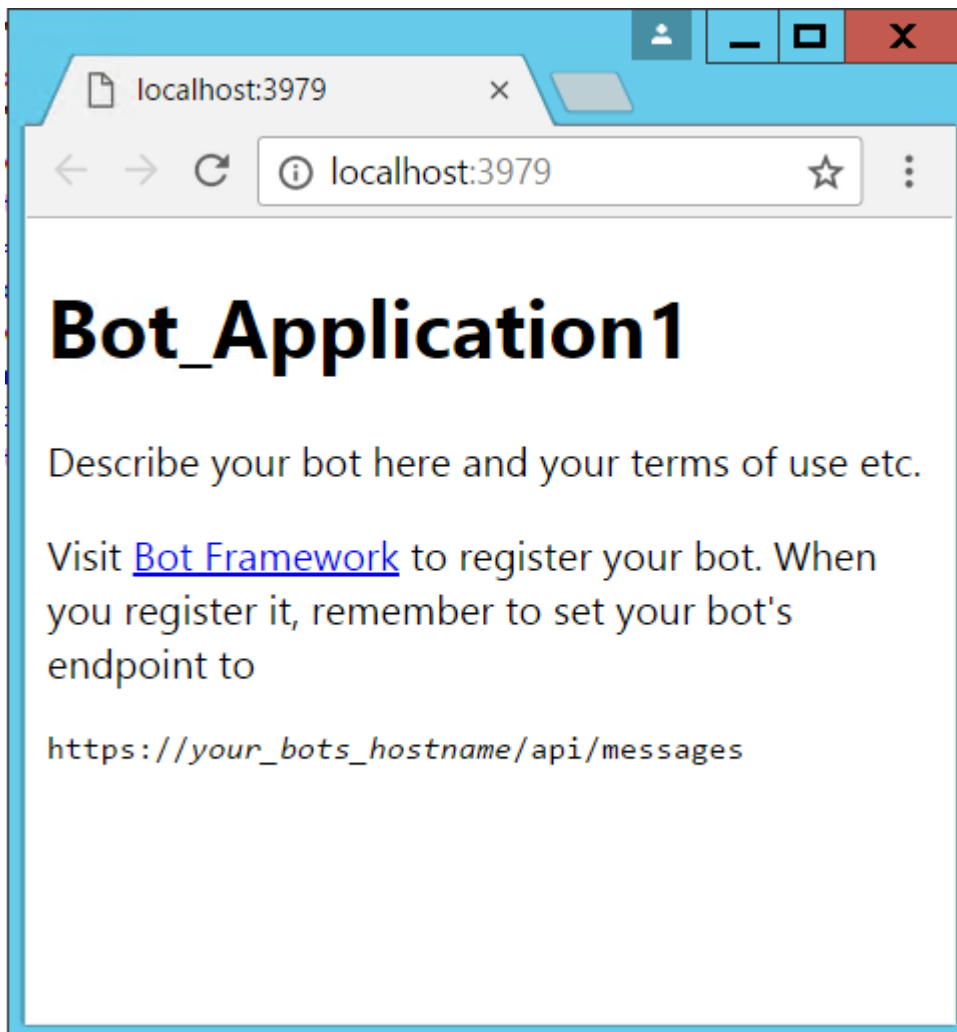 localhost:3979
localhost:3979
Bot_Application1
Describe your bot here and your terms of use etc.
Visit Bot Framework to register your bot. When
you register it, remember to set your bot's
endpoint to
https://your_bots_hostname/api/messages